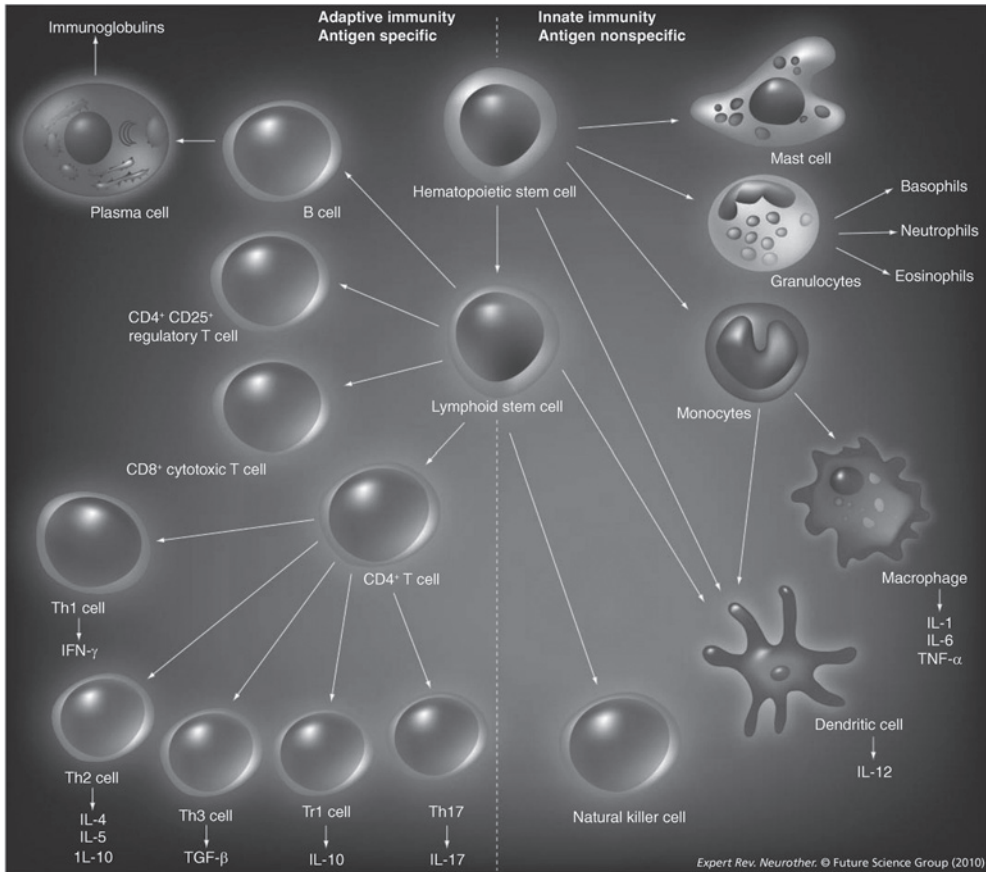 Adaptive immunity
Antigen specific
Innate immunity
Antigen nonspecific
Immunoglobulins
Plasma cell
B cell
Hematopoietic stem cell
Mast cell
Basophils
Neutrophils
Eosinophils
Granulocytes
CD4⁺ CD25⁺
regulatory T cell
Lymphoid stem cell
Monocytes
CD8⁺ cytotoxic T cell
CD4⁺ T cell
Macrophage
IL-1
IL-6
TNF-α
Th1 cell
IFN-γ
Dendritic cell
IL-12
Th2 cell
IL-4
IL-5
1L-10
Th3 cell
TGF-β
Tr1 cell
IL-10
Th17
IL-17
Natural killer cell
Expert Rev. Neurother. © Future Science Group (2010)